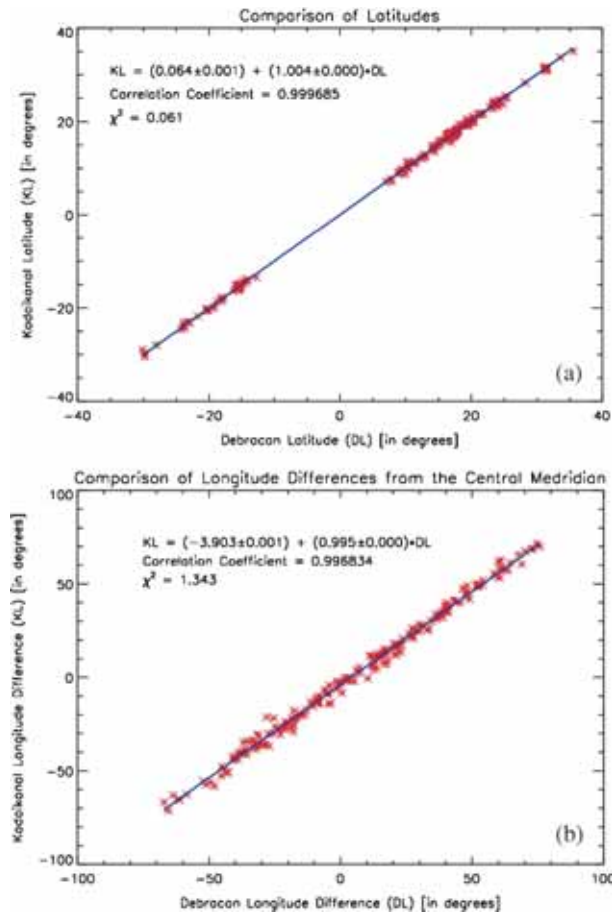 Comparison of Latitudes
40
20
0
−20
−40
KL = (0.064±0.001) + (1.004±0.000)*DL
Correlation Coefficient = 0.999685
χ² = 0.061
Kodaikanal Latitude (KL) [in degrees]
(a)
−40 −20 0 20 40
Debracan Latitude (DL) [in degrees]
Comparison of Longitude Differences from the Central Medridian
100
50
0
−50
−100
KL = (−3.903±0.001) + (0.995±0.000)*DL
Correlation Coefficient = 0.996834
χ² = 1.343
Kodaikanal Longitude Difference (KL) [in degrees]
(b)
−100 −50 0 50 100
Debracan Longitude Difference (DL) [in degrees]